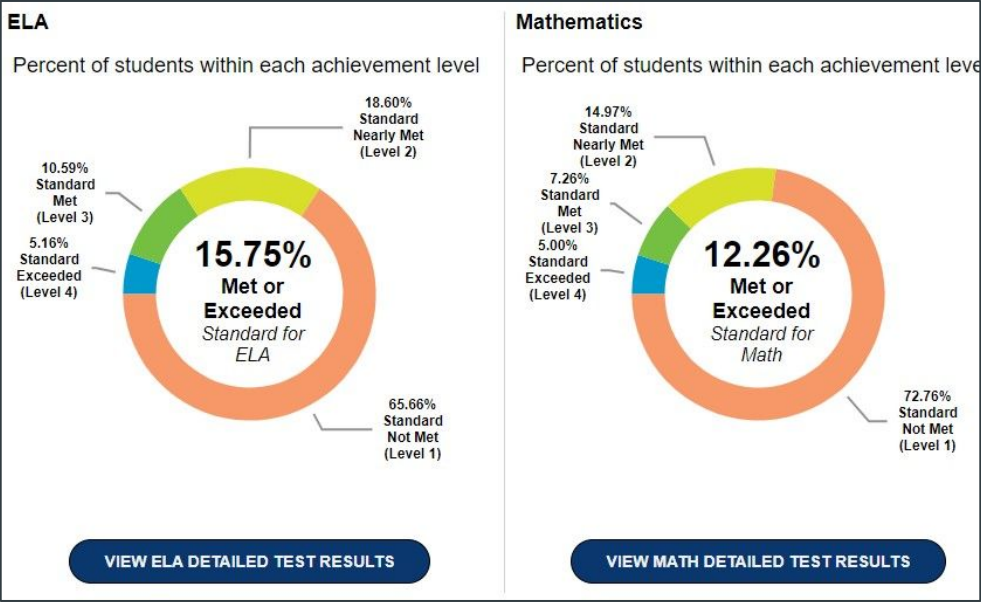 ELA
Percent of students within each achievement level
18.60%
Standard
Nearly Met
(Level 2)
10.59%
Standard
Met
(Level 3)
5.16%
Standard
Exceeded
(Level 4)
15.75%
Met or
Exceeded
Standard for
ELA
65.66%
Standard
Not Met
(Level 1)
VIEW ELA DETAILED TEST RESULTS
Mathematics
Percent of students within each achievement leve
14.97%
Standard
Nearly Met
(Level 2)
7.26%
Standard
Met
(Level 3)
5.00%
Standard
Exceeded
(Level 4)
12.26%
Met or
Exceeded
Standard for
Math
72.76%
Standard
Not Met
(Level 1)
VIEW MATH DETAILED TEST RESULTS